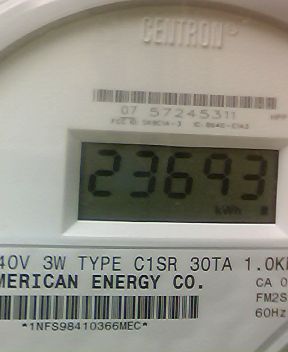 CENTRON
07 57245311
23693
kWh
40V 3W TYPE C1SR 30TA 1.0K
MERICAN ENERGY CO.
CA 0
FM2S
60Hz
*1NFS98410366MEC*